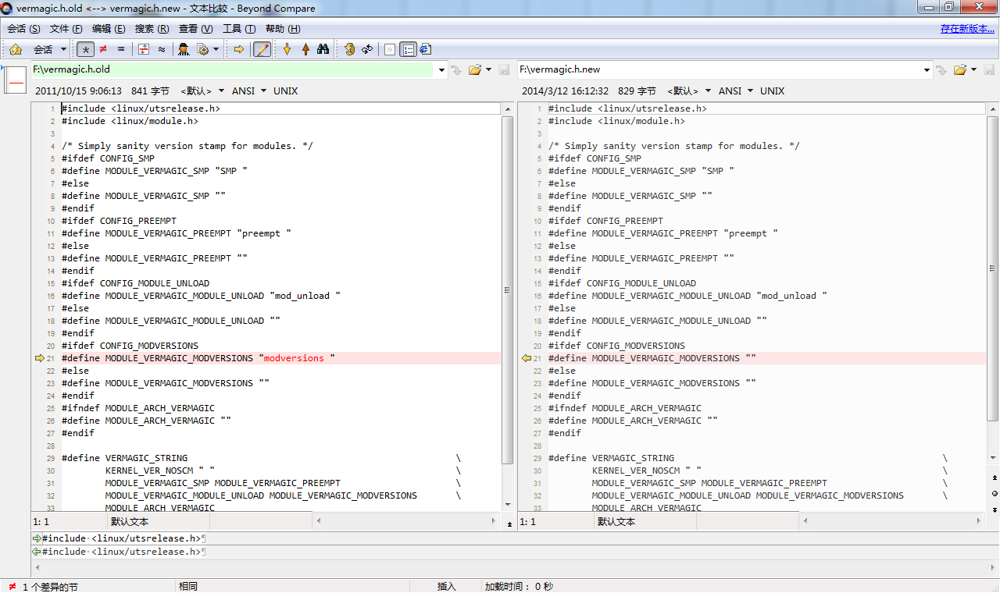 vermagic.h.old <--> vermagic.h.new - 文本比较 - Beyond Compare
会话 (S) 文件 (F) 编辑 (E) 搜索 (R) 查看 (V) 工具 (T) 帮助 (H) 存在新版本...
会话
F:\vermagic.h.old
2011/10/15 9:06:13 841 字节 <默认> ANSI UNIX
1 #include <linux/utsrelease.h>
2 #include <linux/module.h>
3
4 /* Simply sanity version stamp for modules. */
5 #ifdef CONFIG_SMP
6 #define MODULE_VERMAGIC_SMP "SMP "
7 #else
8 #define MODULE_VERMAGIC_SMP ""
9 #endif
10 #ifdef CONFIG_PREEMPT
11 #define MODULE_VERMAGIC_PREEMPT "preempt "
12 #else
13 #define MODULE_VERMAGIC_PREEMPT ""
14 #endif
15 #ifdef CONFIG_MODULE_UNLOAD
16 #define MODULE_VERMAGIC_MODULE_UNLOAD "mod_unload "
17 #else
18 #define MODULE_VERMAGIC_MODULE_UNLOAD ""
19 #endif
20 #ifdef CONFIG_MODVERSIONS
21 #define MODULE_VERMAGIC_MODVERSIONS "modversions "
22 #else
23 #define MODULE_VERMAGIC_MODVERSIONS ""
24 #endif
25 #ifndef MODULE_ARCH_VERMAGIC
26 #define MODULE_ARCH_VERMAGIC ""
27 #endif
28
29 #define VERMAGIC_STRING \
30 KERNEL_VER_NOSCM " " \
31 MODULE_VERMAGIC_SMP MODULE_VERMAGIC_PREEMPT \
32 MODULE_VERMAGIC_MODULE_UNLOAD MODULE_VERMAGIC_MODVERSIONS \
33 MODULE_ARCH_VERMAGIC
1: 1 默认文本
F:\vermagic.h.new
2014/3/12 16:12:32 829 字节 <默认> ANSI UNIX
1 #include <linux/utsrelease.h>
2 #include <linux/module.h>
3
4 /* Simply sanity version stamp for modules. */
5 #ifdef CONFIG_SMP
6 #define MODULE_VERMAGIC_SMP "SMP "
7 #else
8 #define MODULE_VERMAGIC_SMP ""
9 #endif
10 #ifdef CONFIG_PREEMPT
11 #define MODULE_VERMAGIC_PREEMPT "preempt "
12 #else
13 #define MODULE_VERMAGIC_PREEMPT ""
14 #endif
15 #ifdef CONFIG_MODULE_UNLOAD
16 #define MODULE_VERMAGIC_MODULE_UNLOAD "mod_unload "
17 #else
18 #define MODULE_VERMAGIC_MODULE_UNLOAD ""
19 #endif
20 #ifdef CONFIG_MODVERSIONS
21 #define MODULE_VERMAGIC_MODVERSIONS ""
22 #else
23 #define MODULE_VERMAGIC_MODVERSIONS ""
24 #endif
25 #ifndef MODULE_ARCH_VERMAGIC
26 #define MODULE_ARCH_VERMAGIC ""
27 #endif
28
29 #define VERMAGIC_STRING \
30 KERNEL_VER_NOSCM " " \
31 MODULE_VERMAGIC_SMP MODULE_VERMAGIC_PREEMPT \
32 MODULE_VERMAGIC_MODULE_UNLOAD MODULE_VERMAGIC_MODVERSIONS \
33 MODULE_ARCH_VERMAGIC
1: 1 默认文本
#include·<linux/utsrelease.h>¶
#include·<linux/utsrelease.h>¶
1 个差异的节 相同 插入 加载时间： 0 秒